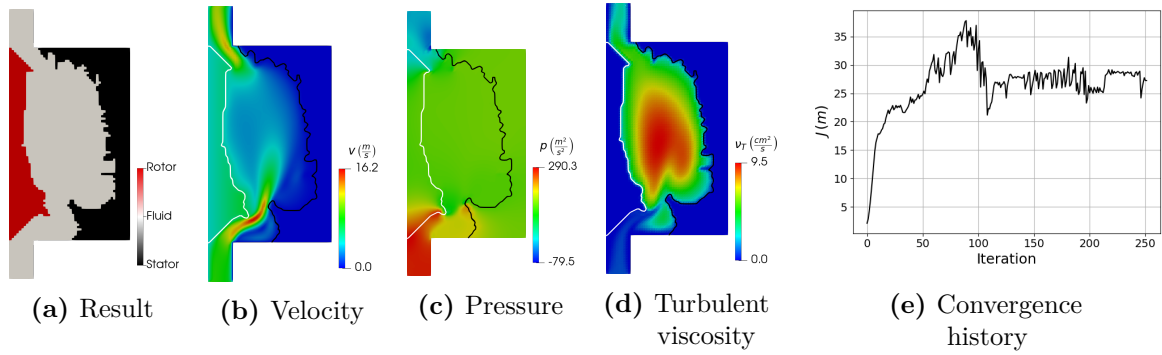 Rotor
Fluid
Stator
v (m/s)
16.2
0.0
p (m²/s²)
290.3
-79.5
ν_T (cm²/s)
9.5
0.0
J (m)
35
30
25
20
15
10
5
0 50 100 150 200 250
Iteration
(a) Result
(b) Velocity
(c) Pressure
(d) Turbulent
viscosity
(e) Convergence
history